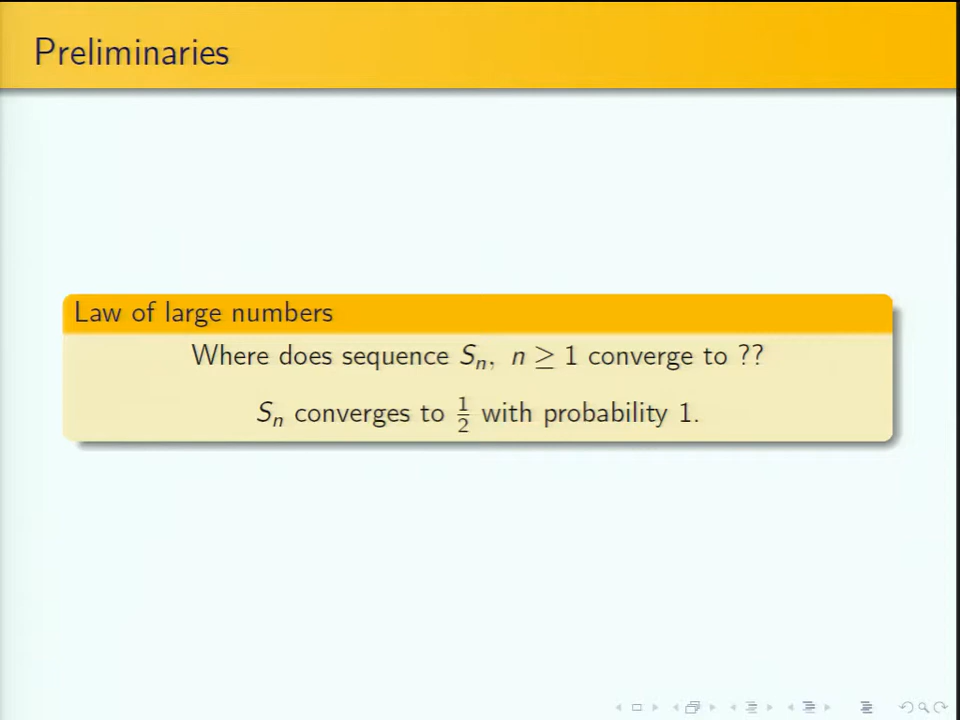 Preliminaries
Law of large numbers
Where does sequence Sₙ, n ≥ 1 converge to ??
Sₙ converges to 1/2 with probability 1.